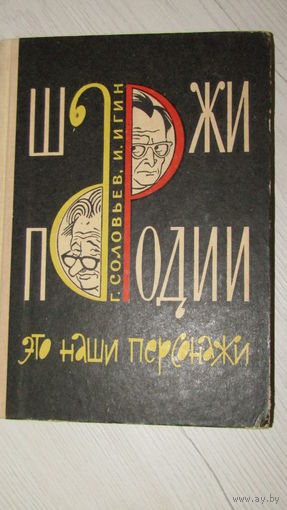 ШАРЖИ
ПАРОДИИ
Г. СОЛОВЬЕВ, И. ИГИН
это наши персонажи
www.ay.by